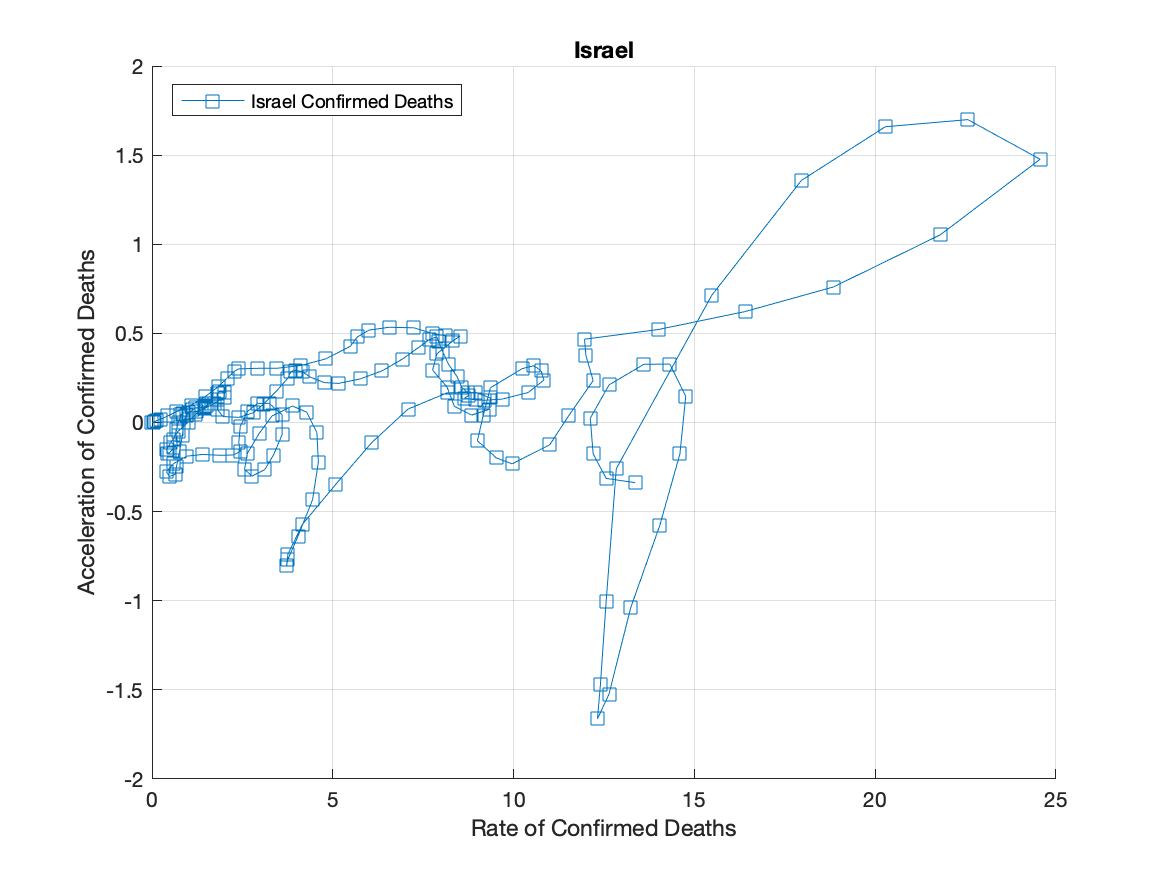 Israel
Israel Confirmed Deaths
Acceleration of Confirmed Deaths
2
1.5
1
0.5
0
-0.5
-1
-1.5
-2
0 5 10 15 20 25
Rate of Confirmed Deaths